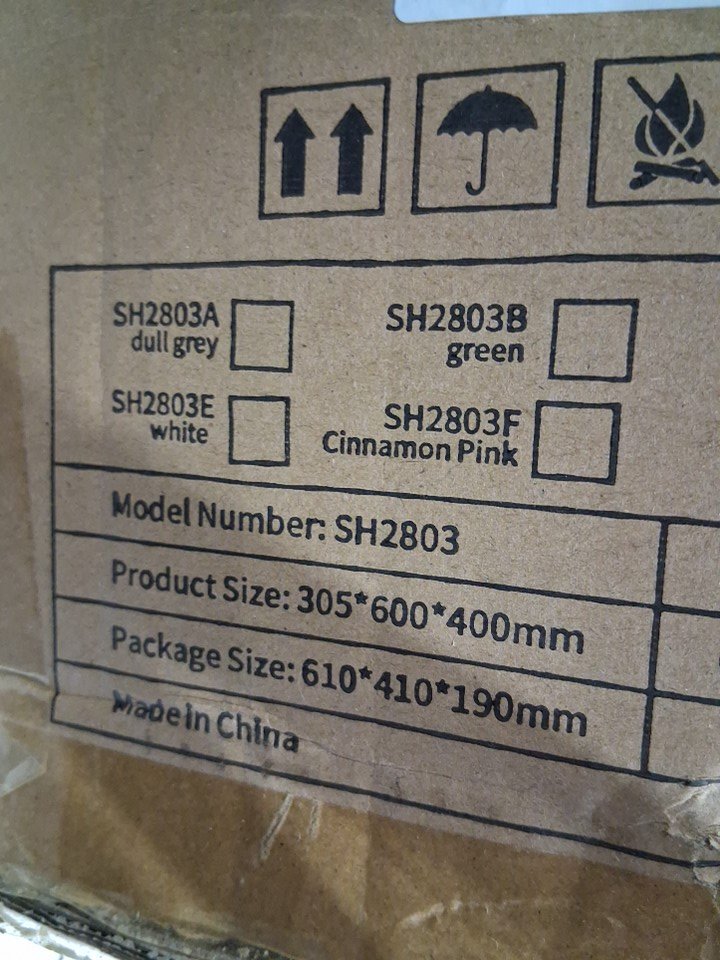 SH2803A SH2803B
dull grey green
SH2803E SH2803F
white Cinnamon Pink
Model Number: SH2803
Product Size: 305*600*400mm
Package Size: 610*410*190mm
Made in China